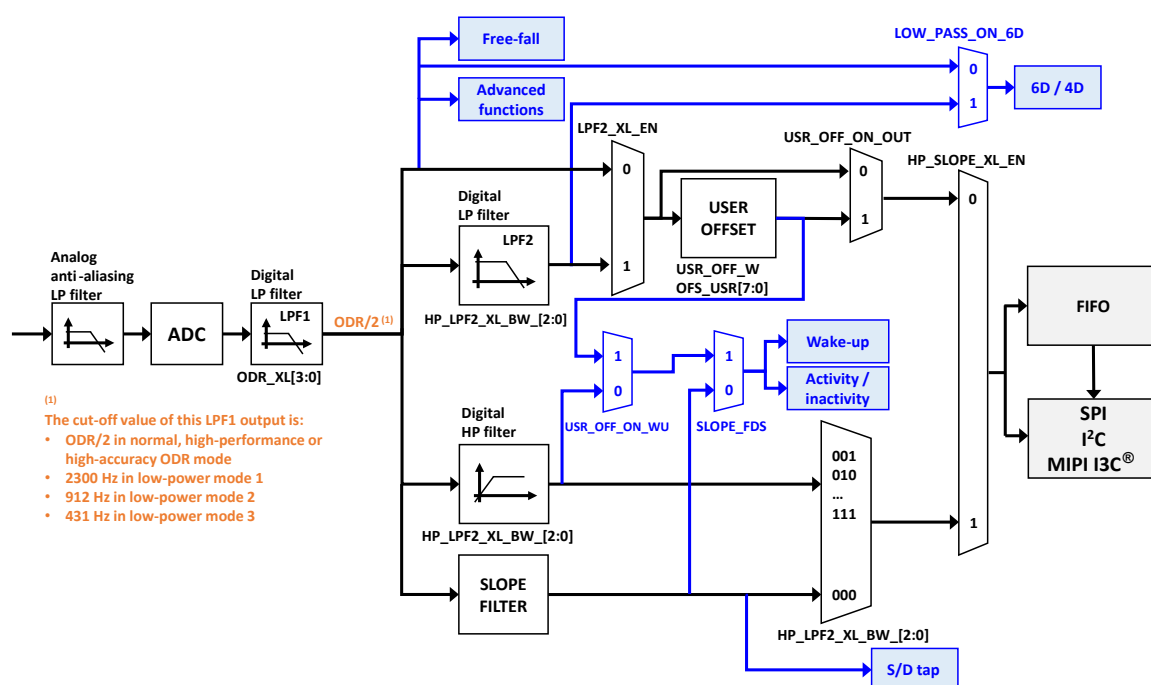 Free-fall
LOW_PASS_ON_6D
0
1
6D / 4D
Advanced
functions
LPF2_XL_EN
0
1
USR_OFF_ON_OUT
0
1
HP_SLOPE_XL_EN
0
1
Digital
LP filter
LPF2
HP_LPF2_XL_BW_[2:0]
USER
OFFSET
USR_OFF_W
OFS_USR[7:0]
Analog
anti-aliasing
LP filter
ADC
Digital
LP filter
LPF1
ODR_XL[3:0]
ODR/2 (1)
FIFO
SPI
I²C
MIPI I3C®
1
0
USR_OFF_ON_WU
1
0
SLOPE_FDS
Wake-up
Activity /
inactivity
(1)
The cut-off value of this LPF1 output is:
• ODR/2 in normal, high-performance or
high-accuracy ODR mode
• 2300 Hz in low-power mode 1
• 912 Hz in low-power mode 2
• 431 Hz in low-power mode 3
Digital
HP filter
HP_LPF2_XL_BW_[2:0]
001
010
...
111
000
HP_LPF2_XL_BW_[2:0]
SLOPE
FILTER
S/D tap